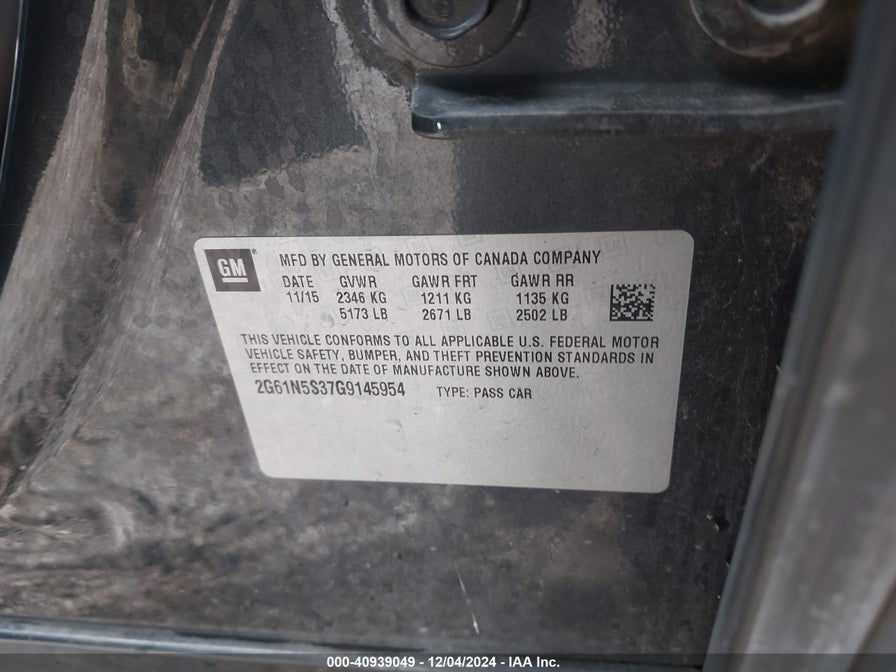 GM®
MFD BY GENERAL MOTORS OF CANADA COMPANY
DATE GVWR GAWR FRT GAWR RR
11/15 2346 KG 1211 KG 1135 KG
5173 LB 2671 LB 2502 LB
THIS VEHICLE CONFORMS TO ALL APPLICABLE U.S. FEDERAL MOTOR
VEHICLE SAFETY, BUMPER, AND THEFT PREVENTION STANDARDS IN
EFFECT ON THE DATE OF MANUFACTURE SHOWN ABOVE.
2G61N5S37G9145954 TYPE: PASS CAR
000-40939049 - 12/04/2024 - IAA Inc.